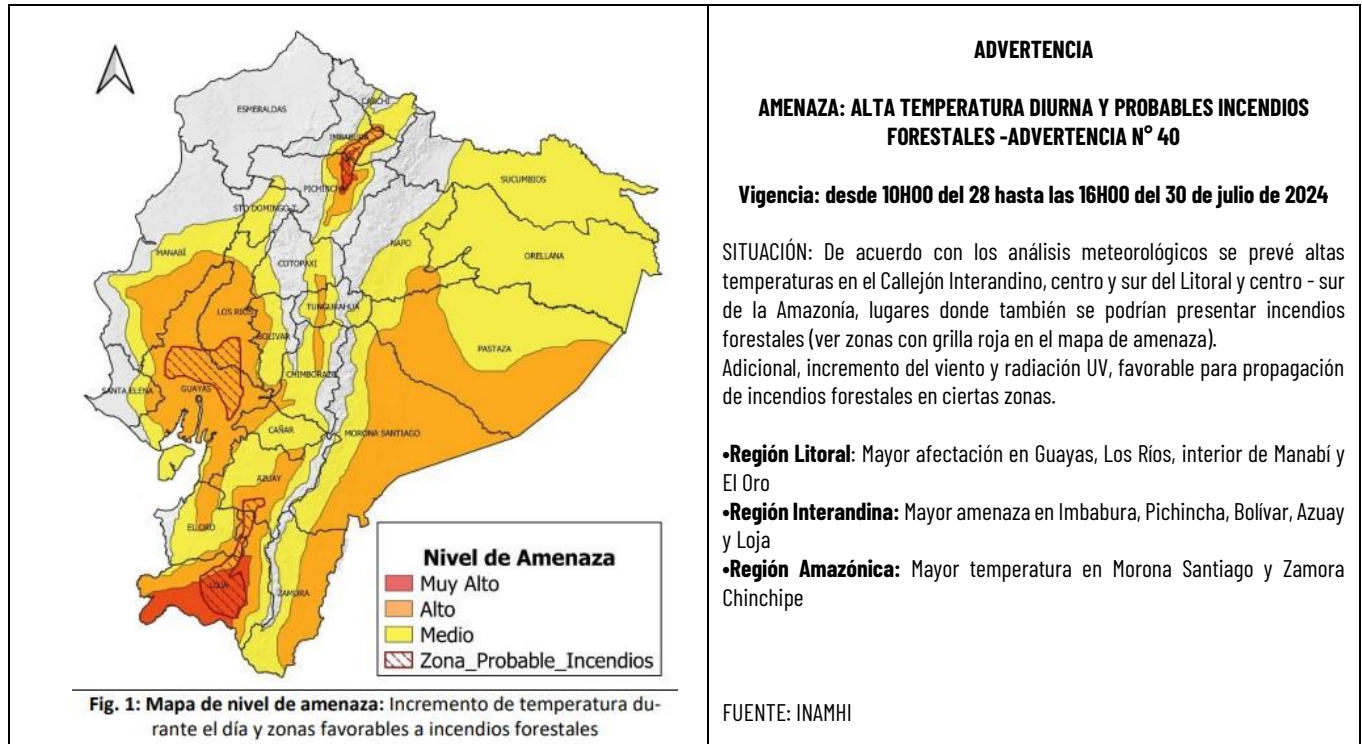 ESMERALDAS
CARCHI
IMBABURA
PICHINCHA
SUCUMBIOS
STO DOMINGO T.
NAPO
MANABÍ
ORELLANA
COTOPAXI
TUNGURAHUA
LOS RIOS
BOLIVAR
PASTAZA
CHIMBORAZO
SANTA ELENA
GUAYAS
CAÑAR
MORONA SANTIAGO
AZUAY
EL ORO
LOJA
ZAMORA
Nivel de Amenaza
Muy Alto
Alto
Medio
Zona_Probable_Incendios
Fig. 1: Mapa de nivel de amenaza: Incremento de temperatura du-
rante el día y zonas favorables a incendios forestales
ADVERTENCIA
AMENAZA: ALTA TEMPERATURA DIURNA Y PROBABLES INCENDIOS
FORESTALES -ADVERTENCIA N° 40
Vigencia: desde 10H00 del 28 hasta las 16H00 del 30 de julio de 2024
SITUACIÓN: De acuerdo con los análisis meteorológicos se prevé altas
temperaturas en el Callejón Interandino, centro y sur del Litoral y centro - sur
de la Amazonía, lugares donde también se podrían presentar incendios
forestales (ver zonas con grilla roja en el mapa de amenaza).
Adicional, incremento del viento y radiación UV, favorable para propagación
de incendios forestales en ciertas zonas.
•Región Litoral: Mayor afectación en Guayas, Los Ríos, interior de Manabí y
El Oro
•Región Interandina: Mayor amenaza en Imbabura, Pichincha, Bolívar, Azuay
y Loja
•Región Amazónica: Mayor temperatura en Morona Santiago y Zamora
Chinchipe
FUENTE: INAMHI